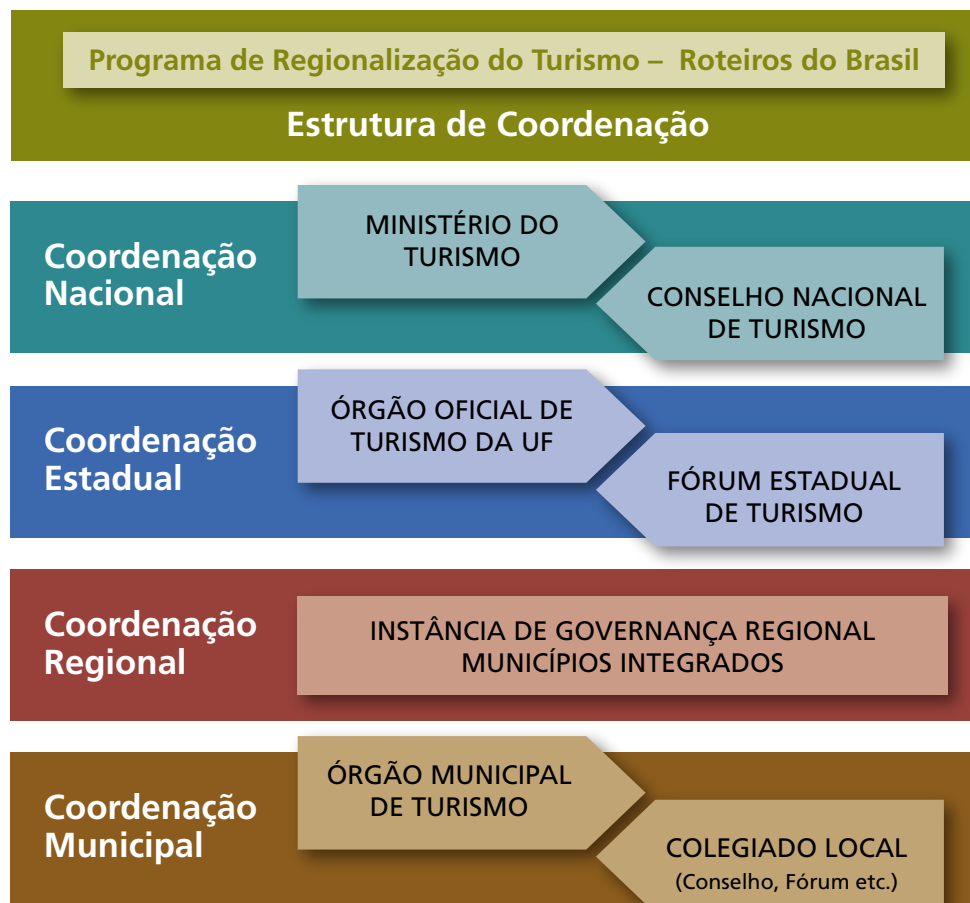 Programa de Regionalização do Turismo – Roteiros do Brasil
Estrutura de Coordenação
Coordenação
Nacional
MINISTÉRIO DO
TURISMO
CONSELHO NACIONAL
DE TURISMO
Coordenação
Estadual
ÓRGÃO OFICIAL DE
TURISMO DA UF
FÓRUM ESTADUAL
DE TURISMO
Coordenação
Regional
INSTÂNCIA DE GOVERNANÇA REGIONAL
MUNICÍPIOS INTEGRADOS
Coordenação
Municipal
ÓRGÃO MUNICIPAL
DE TURISMO
COLEGIADO LOCAL
(Conselho, Fórum etc.)